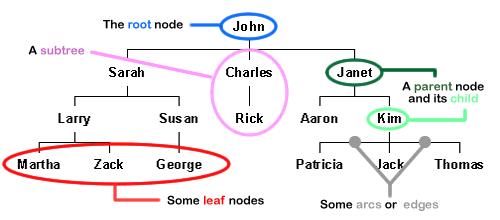 The root node
John
A subtree
Sarah
Charles
Janet
A parent node
and its child
Larry
Susan
Rick
Aaron
Kim
Martha
Zack
George
Patricia
Jack
Thomas
Some leaf nodes
Some arcs or edges